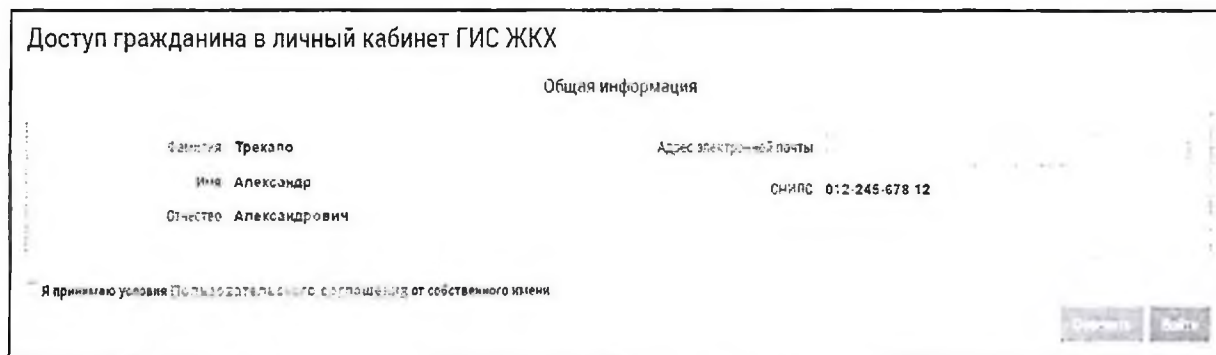 Доступ гражданина в личный кабинет ГИС ЖКХ
Общая информация
Фамилия Трекало
Адрес электронной почты
Имя Александр
СНИЛС 012-245-678 12
Отчество Александрович
Я принимаю условия Пользовательского соглашения от собственного имени
Войти